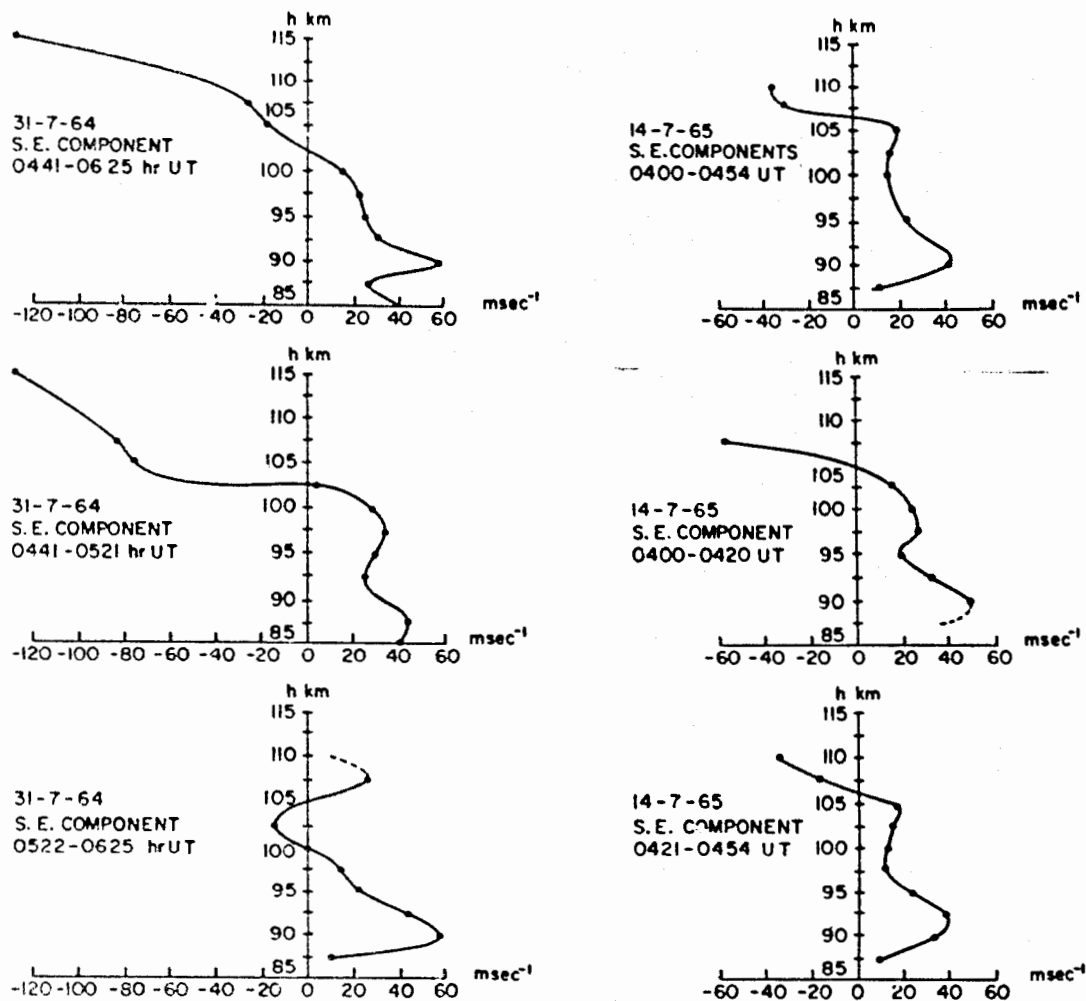 h km
115
110
105
100
95
90
85
31-7-64
S.E. COMPONENT
0441-0625 hr UT
-120 -100 -80 -60 -40 -20 0 20 40 60
msec⁻¹
h km
115
110
105
100
95
90
85
14-7-65
S.E. COMPONENTS
0400-0454 UT
-60 -40 -20 0 20 40 60
msec⁻¹
h km
115
110
105
100
95
90
85
31-7-64
S.E. COMPONENT
0441-0521 hr UT
-120 -100 -80 -60 -40 -20 0 20 40 60
msec⁻¹
h km
115
110
105
100
95
90
85
14-7-65
S.E. COMPONENT
0400-0420 UT
-60 -40 -20 0 20 40 60
msec⁻¹
h km
115
110
105
100
95
90
85
31-7-64
S.E. COMPONENT
0522-0625 hr UT
-120 -100 -80 -60 -40 -20 0 20 40 60
msec⁻¹
h km
115
110
105
100
95
90
85
14-7-65
S.E. COMPONENT
0421-0454 UT
-60 -40 -20 0 20 40 60
msec⁻¹